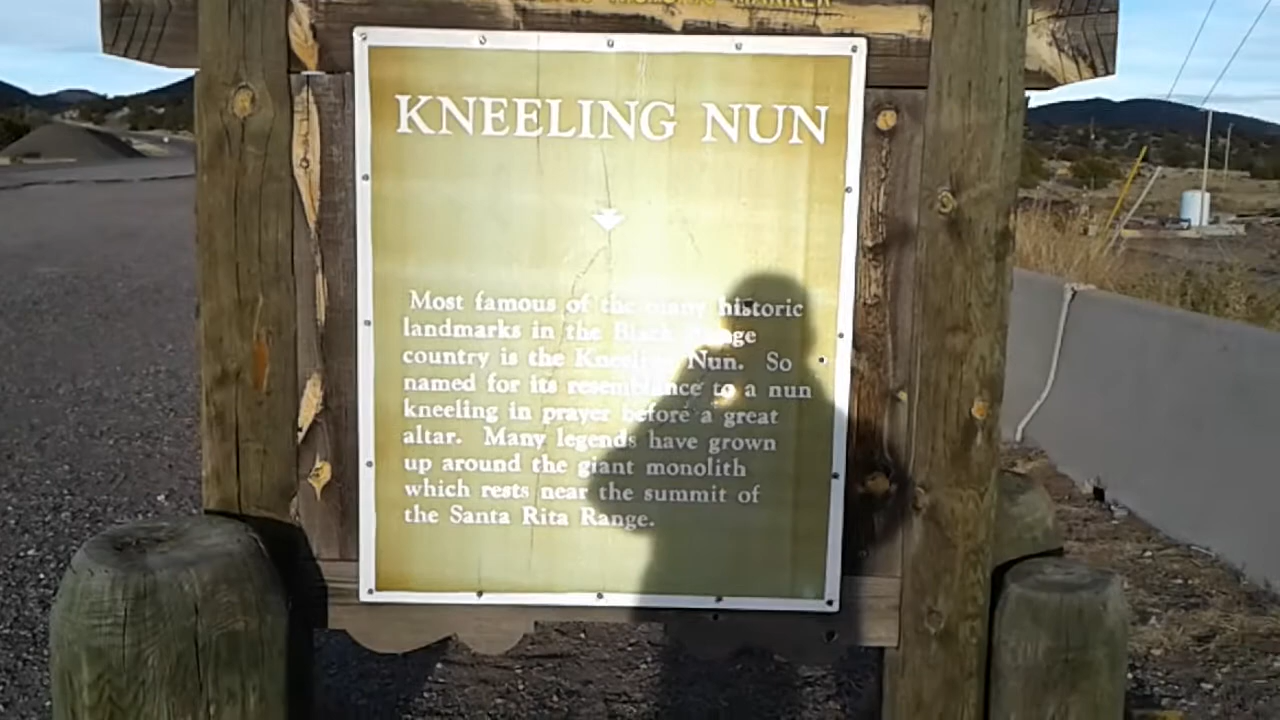 KNEELING NUN
Most famous of the many historic
landmarks in the Black Range
country is the Kneeling Nun. So
named for its resemblance to a nun
kneeling in prayer before a great
altar. Many legends have grown
up around the giant monolith
which rests near the summit of
the Santa Rita Range.